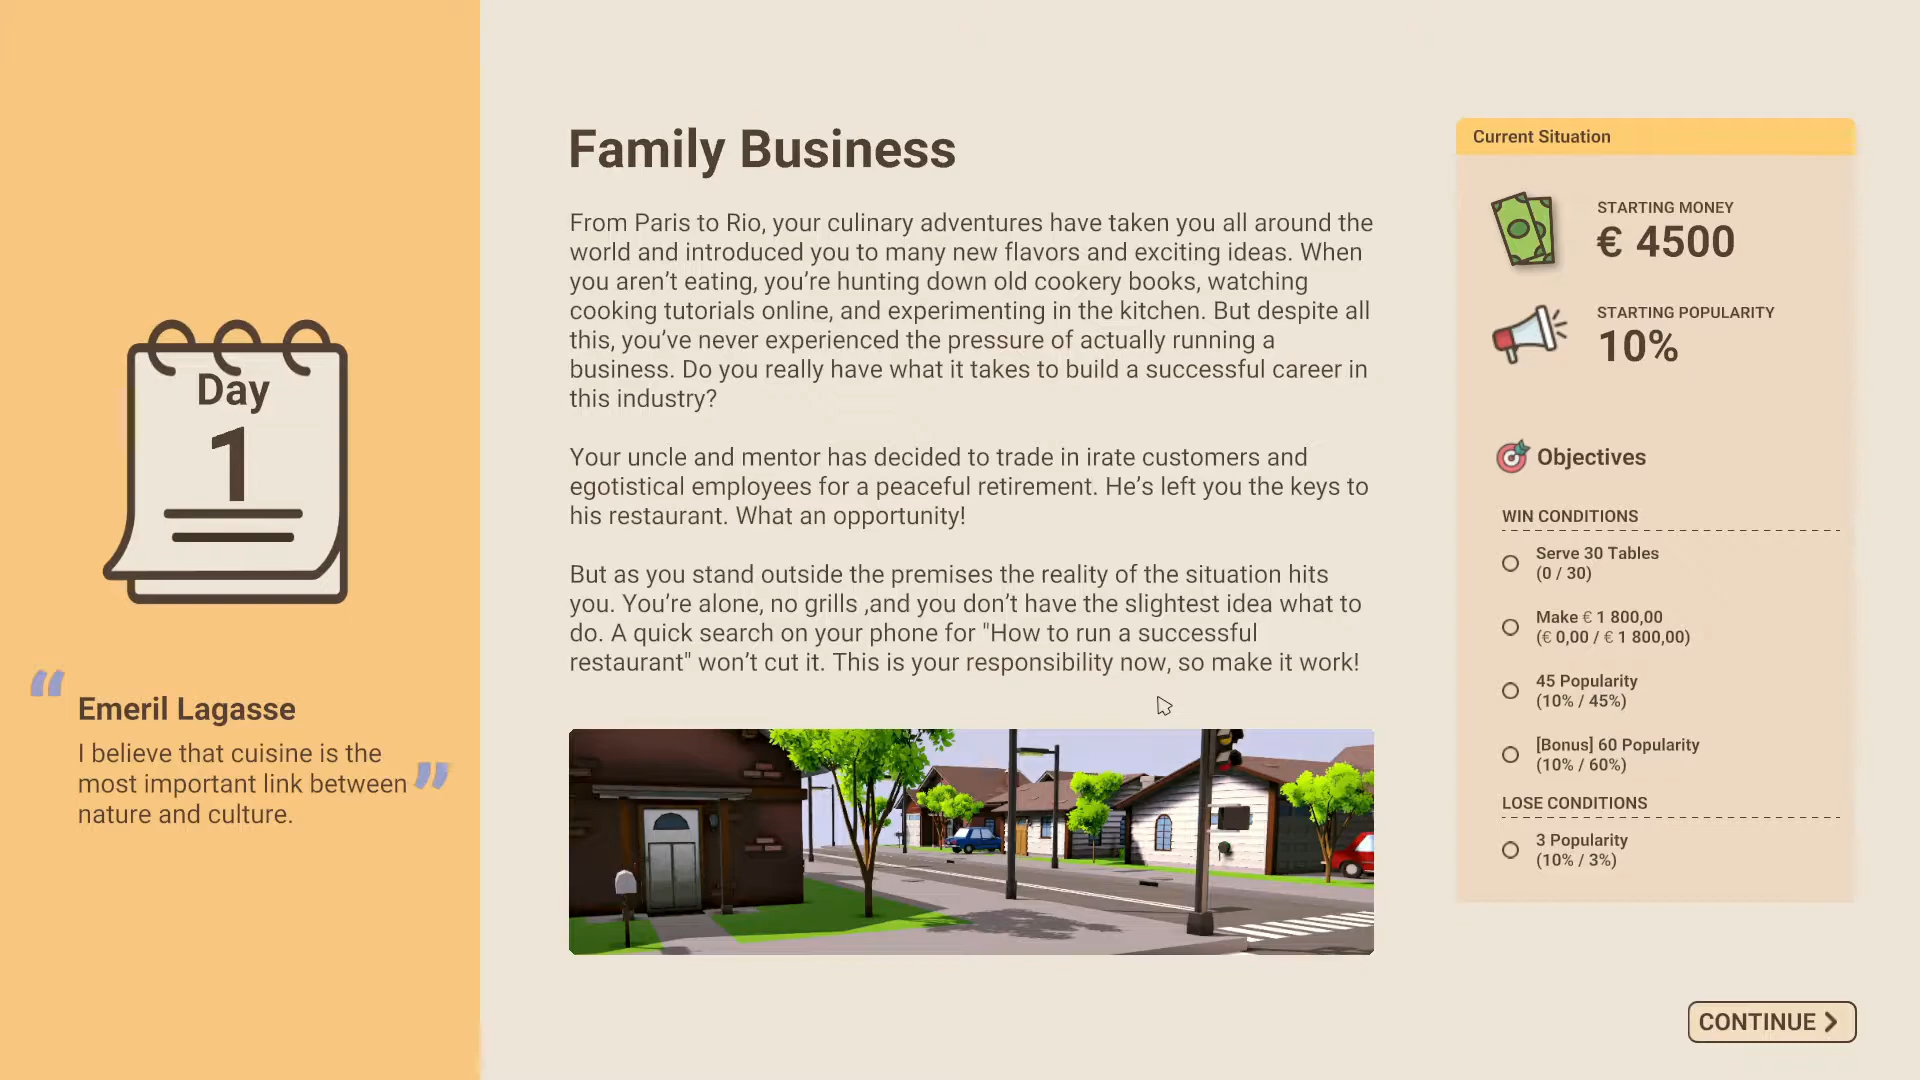 Day
1
“
Emeril Lagasse
I believe that cuisine is the
most important link between
nature and culture.
”
Family Business
From Paris to Rio, your culinary adventures have taken you all around the
world and introduced you to many new flavors and exciting ideas. When
you aren’t eating, you’re hunting down old cookery books, watching
cooking tutorials online, and experimenting in the kitchen. But despite all
this, you’ve never experienced the pressure of actually running a
business. Do you really have what it takes to build a successful career in
this industry?
Your uncle and mentor has decided to trade in irate customers and
egotistical employees for a peaceful retirement. He’s left you the keys to
his restaurant. What an opportunity!
But as you stand outside the premises the reality of the situation hits
you. You’re alone, no grills ,and you don’t have the slightest idea what to
do. A quick search on your phone for "How to run a successful
restaurant" won’t cut it. This is your responsibility now, so make it work!
Current Situation
STARTING MONEY
€ 4500
STARTING POPULARITY
10%
Objectives
WIN CONDITIONS
Serve 30 Tables
(0 / 30)
Make € 1 800,00
(€ 0,00 / € 1 800,00)
45 Popularity
(10% / 45%)
[Bonus] 60 Popularity
(10% / 60%)
LOSE CONDITIONS
3 Popularity
(10% / 3%)
CONTINUE